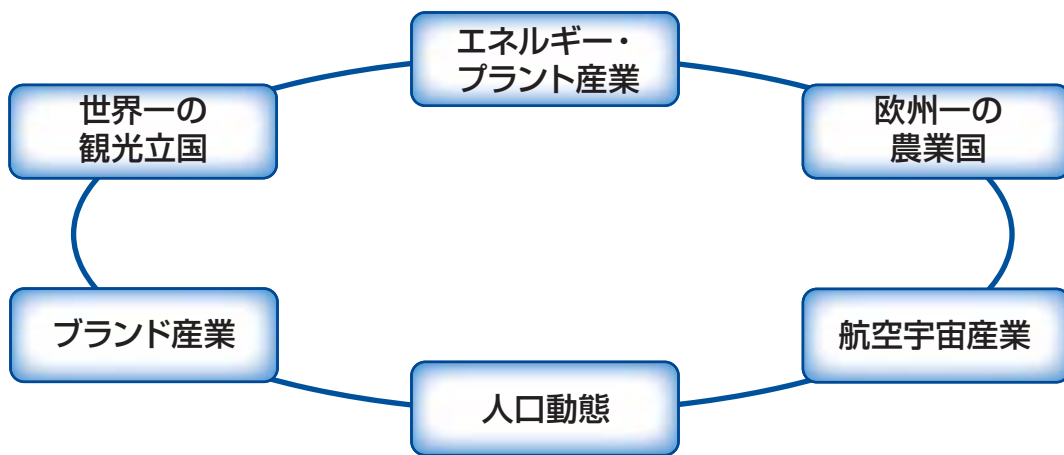 エネルギー・
プラント産業
世界一の
観光立国
欧州一の
農業国
ブランド産業
航空宇宙産業
人口動態